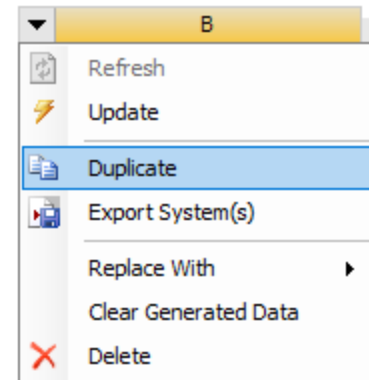 B
Refresh
Update
Duplicate
Export System(s)
Replace With
Clear Generated Data
Delete